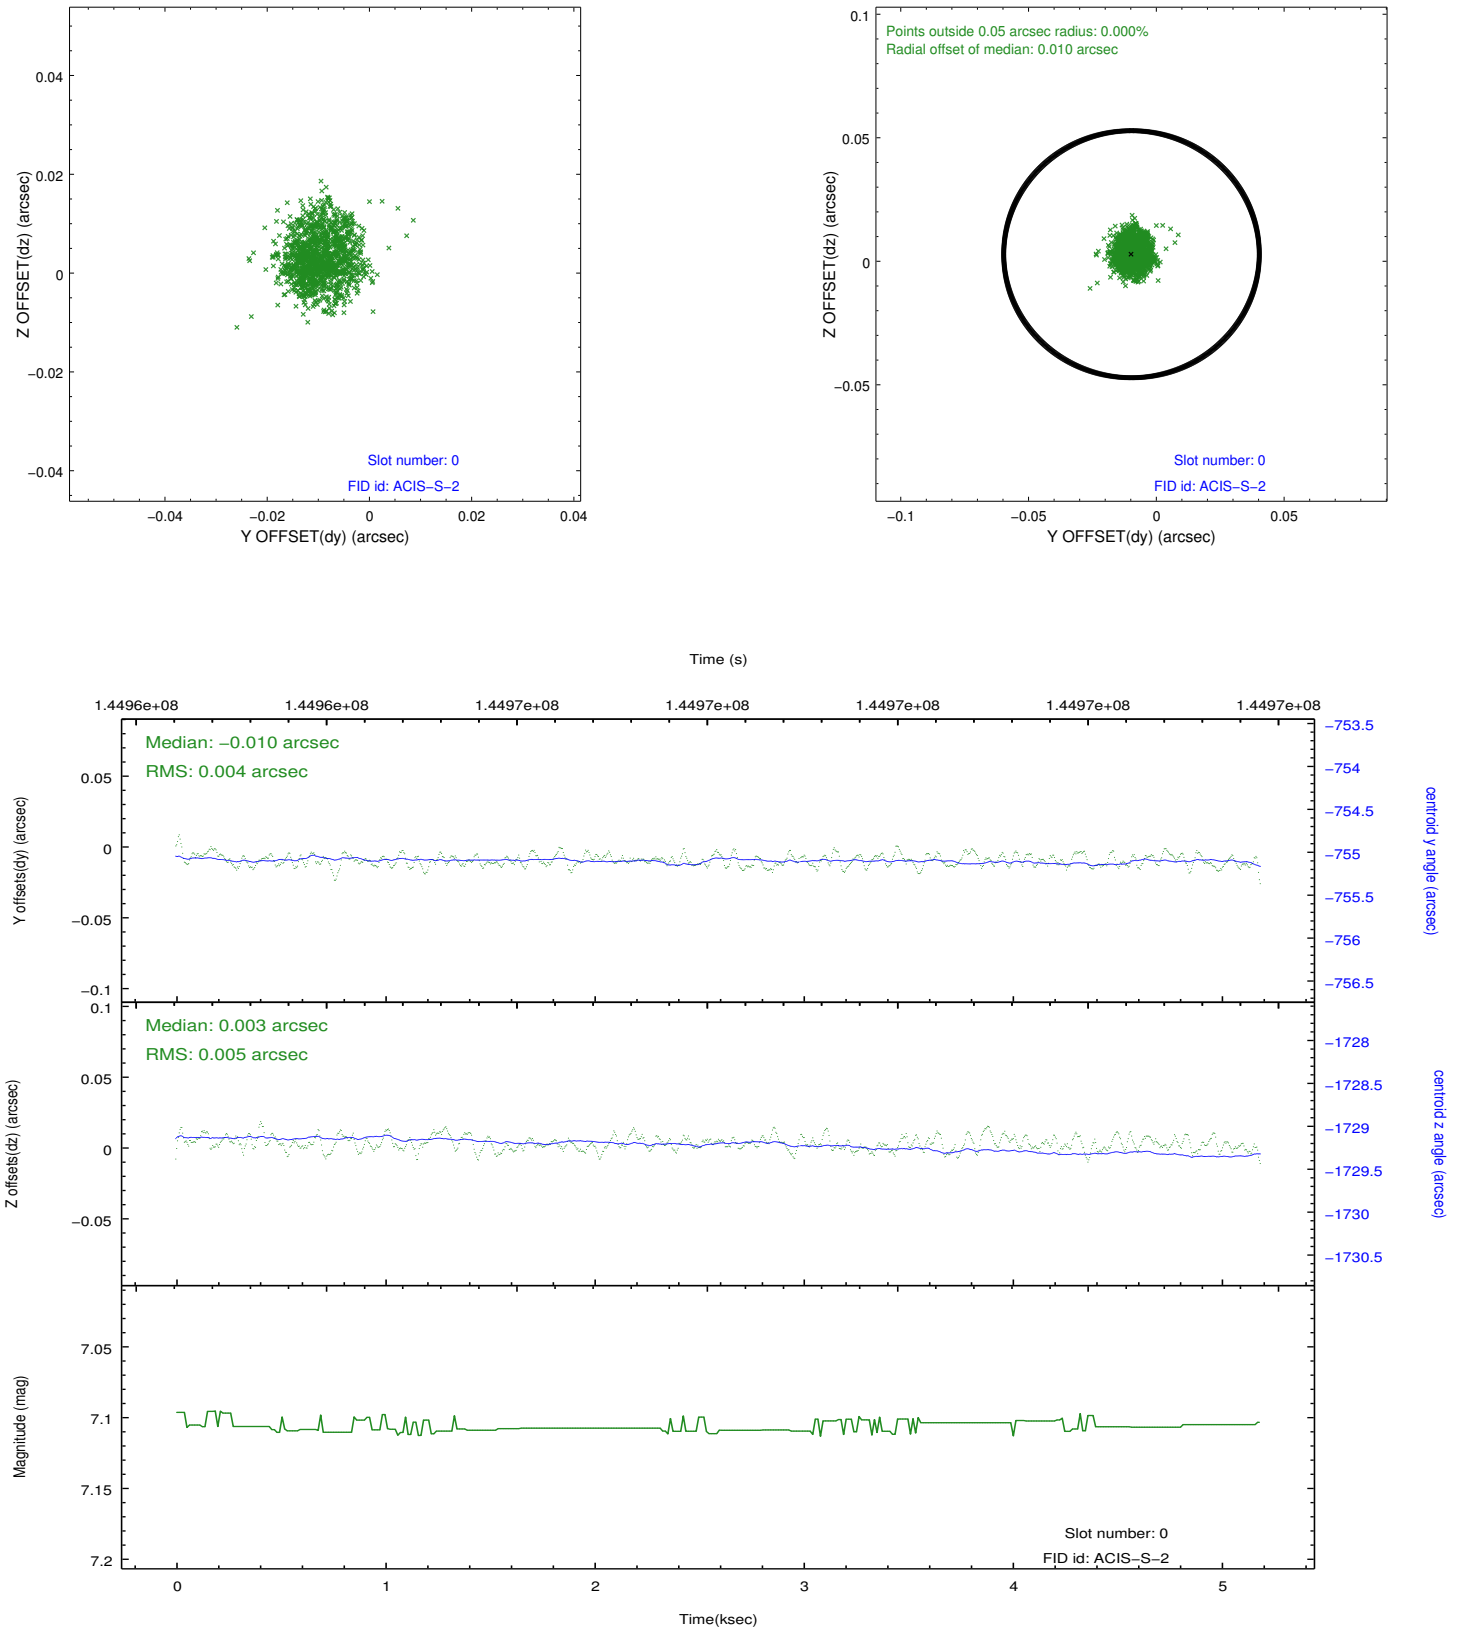 0.04
0.02
0
−0.02
−0.04
Z OFFSET(dz) (arcsec)
Slot number: 0
FID id: ACIS−S−2
−0.04 −0.02 0 0.02 0.04
Y OFFSET(dy) (arcsec)
0.1
0.05
0
−0.05
Z OFFSET(dz) (arcsec)
Points outside 0.05 arcsec radius: 0.000%
Radial offset of median: 0.010 arcsec
Slot number: 0
FID id: ACIS−S−2
−0.1 −0.05 0 0.05
Y OFFSET(dy) (arcsec)
Time (s)
1.4496e+08 1.4496e+08 1.4497e+08 1.4497e+08 1.4497e+08 1.4497e+08 1.4497e+08
Median: −0.010 arcsec
RMS: 0.004 arcsec
0.05
0
−0.05
−0.1
Y offsets(dy) (arcsec)
−753.5
−754
−754.5
−755
−755.5
−756
−756.5
centroid y angle (arcsec)
Median: 0.003 arcsec
RMS: 0.005 arcsec
0.1
0.05
0
−0.05
Z offsets(dz) (arcsec)
−1728
−1728.5
−1729
−1729.5
−1730
−1730.5
centroid z angle (arcsec)
7.05
7.1
7.15
7.2
Magnitude (mag)
Slot number: 0
FID id: ACIS−S−2
0 1 2 3 4 5
Time(ksec)